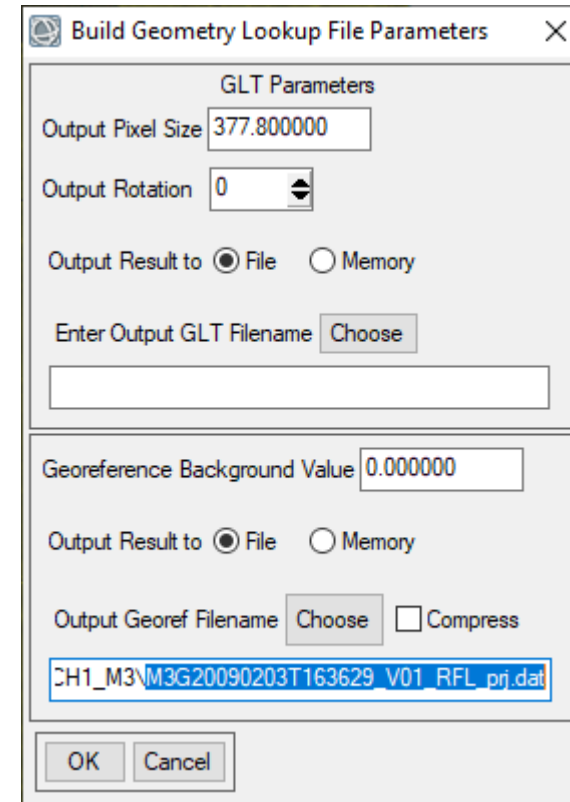 Build Geometry Lookup File Parameters
GLT Parameters
Output Pixel Size 377.800000
Output Rotation 0
Output Result to File Memory
Enter Output GLT Filename Choose
Georeference Background Value 0.000000
Output Result to File Memory
Output Georef Filename Choose Compress
CH1_M3\M3G20090203T163629_V01_RFL_prj.dat
OK Cancel